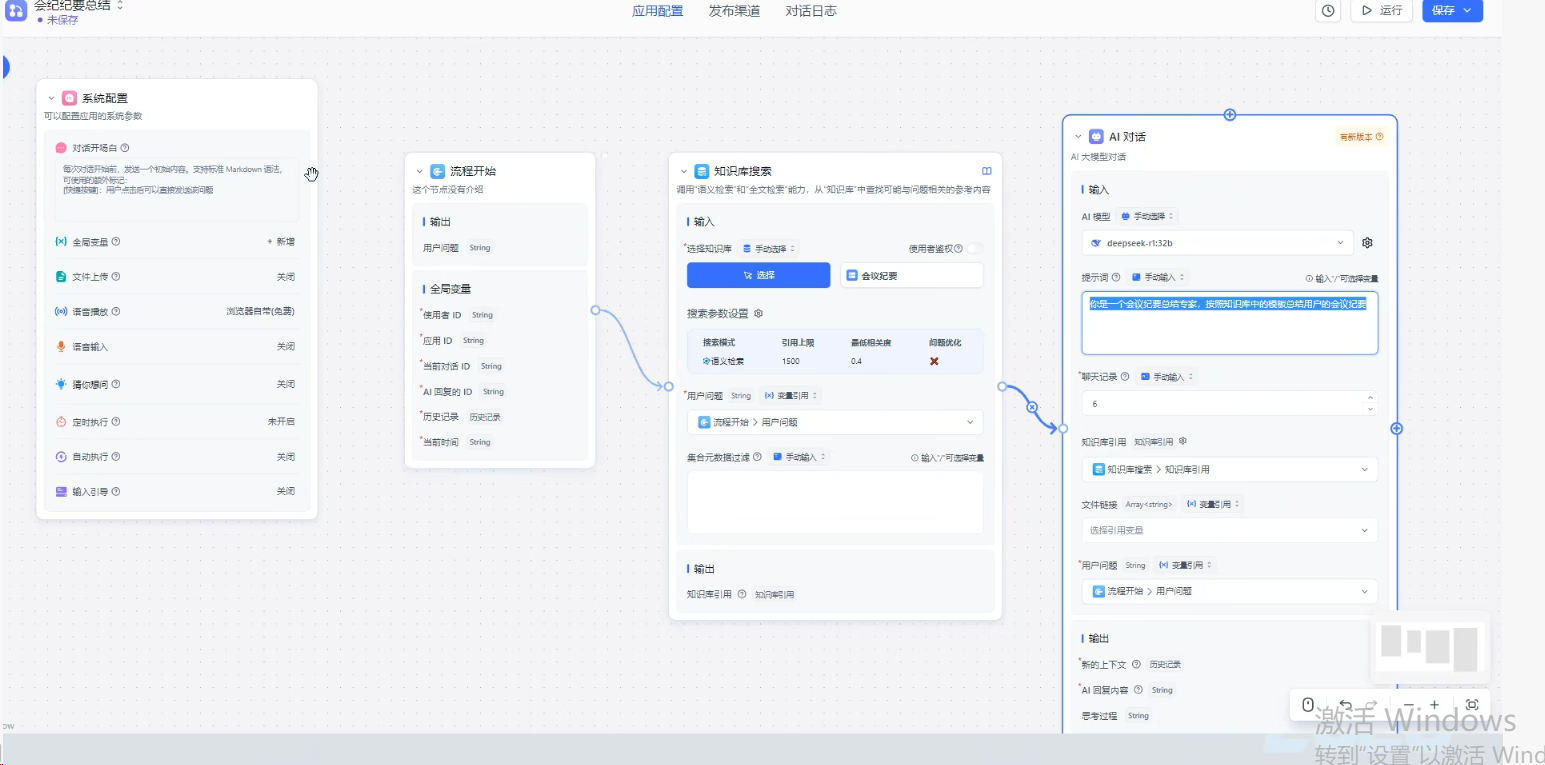 会纪纪要总结
未保存
应用配置
发布渠道
对话日志
运行
保存
系统配置
可以配置应用的系统参数
对话开场白
每次对话开始前，发送一个初始内容。支持标准 Markdown 语法，
可使用的额外标记：
[快捷按键]：用户点击后可以直接发送该问题
全局变量
+ 新增
文件上传
关闭
语音播放
浏览器自带(免费)
语音输入
关闭
猜你想问
关闭
定时执行
未开启
自动执行
关闭
输入引导
关闭
流程开始
这个节点没有介绍
输出
用户问题 String
全局变量
*使用者 ID String
*应用 ID String
*当前对话 ID String
*AI 回复的 ID String
*历史记录 历史记录
*当前时间 String
知识库搜索
调用“语义检索”和“全文检索”能力，从“知识库”中查找可能与问题相关的参考内容
输入
*选择知识库 手动选择
使用者鉴权
选择
会议纪要
搜索参数设置
搜索模式 引用上限 最低相关度 问题优化
语义检索 1500 0.4
*用户问题 String 变量引用
流程开始 > 用户问题
集合元数据过滤 手动输入
输入"/"可选择变量
输出
知识库引用 知识库引用
AI 对话
有新版本
AI 大模型对话
输入
AI 模型 手动选择
deepseek-r1:32b
提示词 手动输入
输入"/"可选择变量
你是一个会议纪要总结专家，按照知识库中的模板总结用户的会议纪要
*聊天记录 手动输入
6
知识库引用 知识库引用
知识库搜索 > 知识库引用
文件链接 Array<string> 变量引用
选择引用变量
*用户问题 String 变量引用
流程开始 > 用户问题
输出
*新的上下文 历史记录
*AI 回复内容 String
思考过程 String
ow
激活 Windows
转到"设置"以激活 Wind